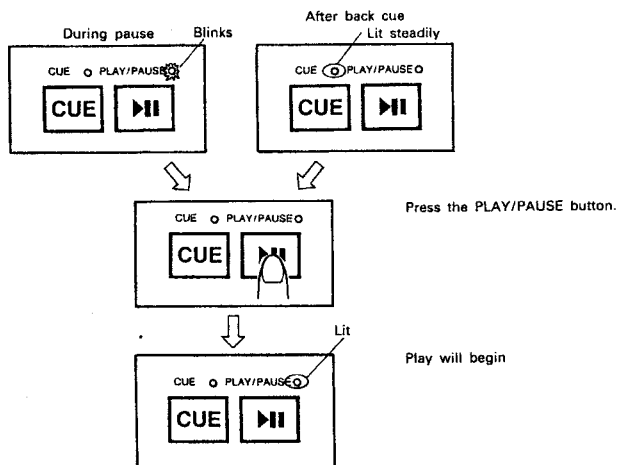 During pause
Blinks
CUE PLAY/PAUSE
CUE
After back cue
Lit steadily
CUE PLAY/PAUSE
CUE
CUE PLAY/PAUSE
CUE
Press the PLAY/PAUSE button.
Lit
CUE PLAY/PAUSE
CUE
Play will begin